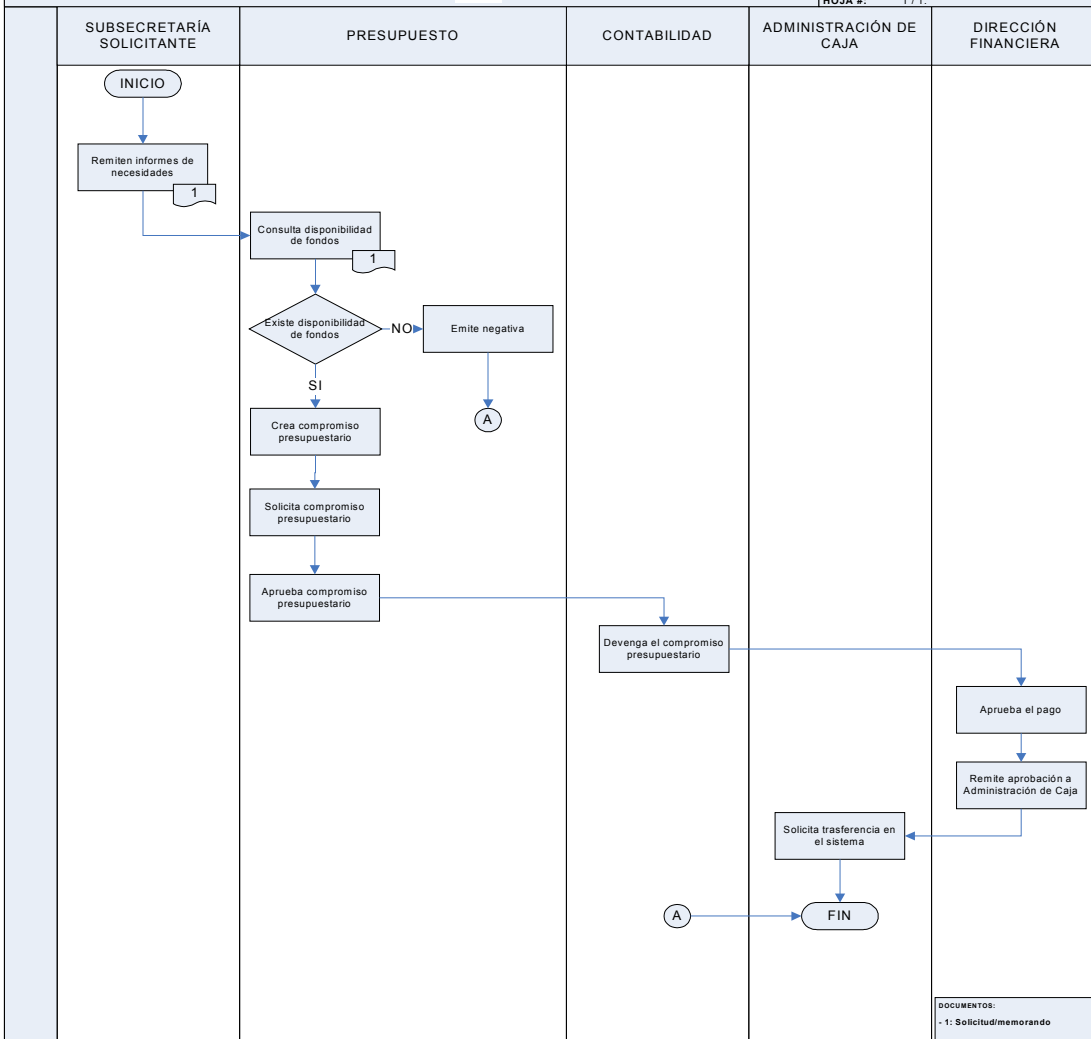 HOJA #: 1 / 1.
SUBSECRETARÍA
SOLICITANTE
PRESUPUESTO
CONTABILIDAD
ADMINISTRACIÓN DE
CAJA
DIRECCIÓN
FINANCIERA
INICIO
Remiten informes de
necesidades
1
Consulta disponibilidad
de fondos
1
Existe disponibilidad
de fondos
NO
Emite negativa
SI
A
Crea compromiso
presupuestario
Solicita compromiso
presupuestario
Aprueba compromiso
presupuestario
Devenga el compromiso
presupuestario
Aprueba el pago
Remite aprobación a
Administración de Caja
Solicita trasferencia en
el sistema
A
FIN
DOCUMENTOS:
- 1: Solicitud/memorando